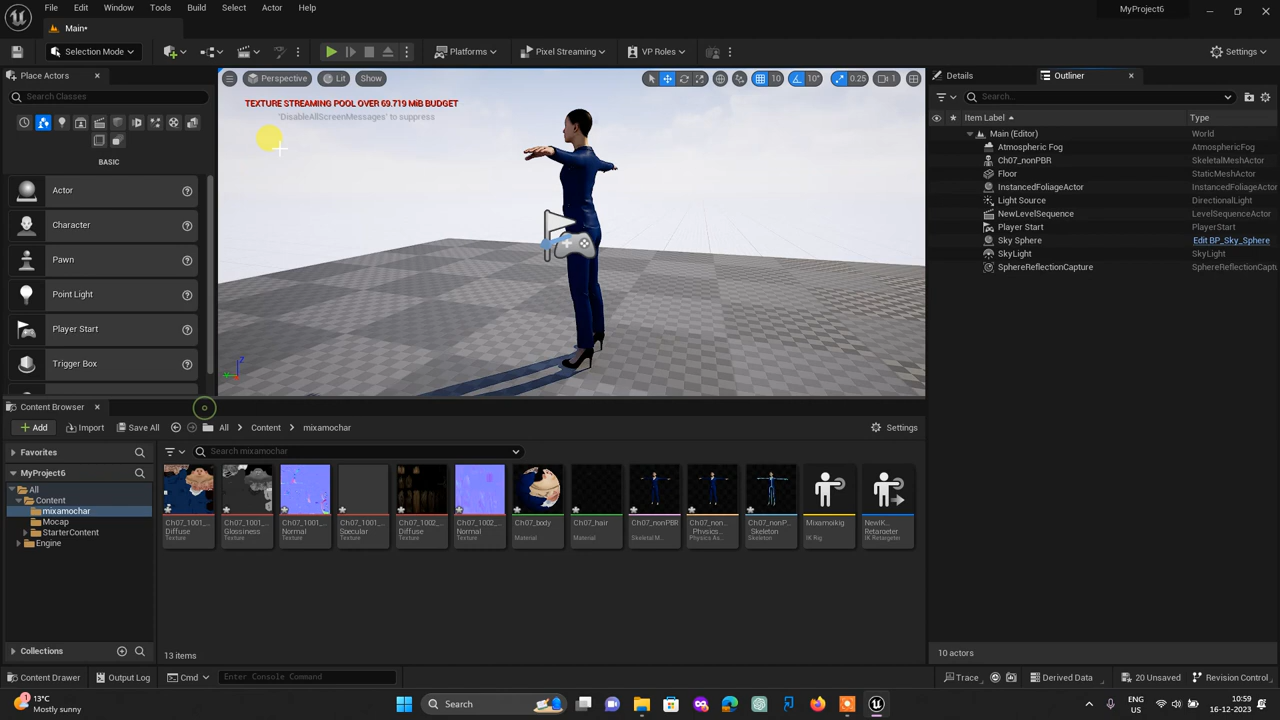 File Edit Window Tools Build Select Actor Help
MyProject6
Main*
Selection Mode
Platforms
Pixel Streaming
VP Roles
Settings
Place Actors
Search Classes
BASIC
Actor
Character
Pawn
Point Light
Player Start
Trigger Box
Perspective Lit Show
10 10° 0.25 1
TEXTURE STREAMING POOL OVER 69.719 MiB BUDGET
'DisableAllScreenMessages' to suppress
Z
Details Outliner
Search...
Item Label Type
Main (Editor) World
Atmospheric Fog AtmosphericFog
Ch07_nonPBR SkeletalMeshActor
Floor StaticMeshActor
InstancedFoliageActor InstancedFoliageActor
Light Source DirectionalLight
NewLevelSequence LevelSequenceActor
Player Start PlayerStart
Sky Sphere Edit BP_Sky_Sphere
SkyLight SkyLight
SphereReflectionCapture SphereReflectionCaptu
10 actors
Content Browser
Add Import Save All All Content mixamochar Settings
Favorites
MyProject6
All
Content
mixamochar
Mocap
StarterContent
Engine
Collections
Search mixamochar
Ch07_1001_... Diffuse Texture
Ch07_1001_... Glossiness Texture
Ch07_1001_... Normal Texture
Ch07_1001_... Specular Texture
Ch07_1002_... Diffuse Texture
Ch07_1002_... Normal Texture
Ch07_body Material
Ch07_hair Material
Ch07_nonPBR Skeletal M...
Ch07_non... Physics... Physics As...
Ch07_nonP... Skeleton Skeleton
Mixamoikig IK Rig
NewIK... Retargeter IK Retargeter
13 items
Content Drawer Output Log Cmd Enter Console Command Trace Derived Data 20 Unsaved Revision Control
1
13°C
Mostly sunny
Search
ENG
US
10:59
16-12-2023